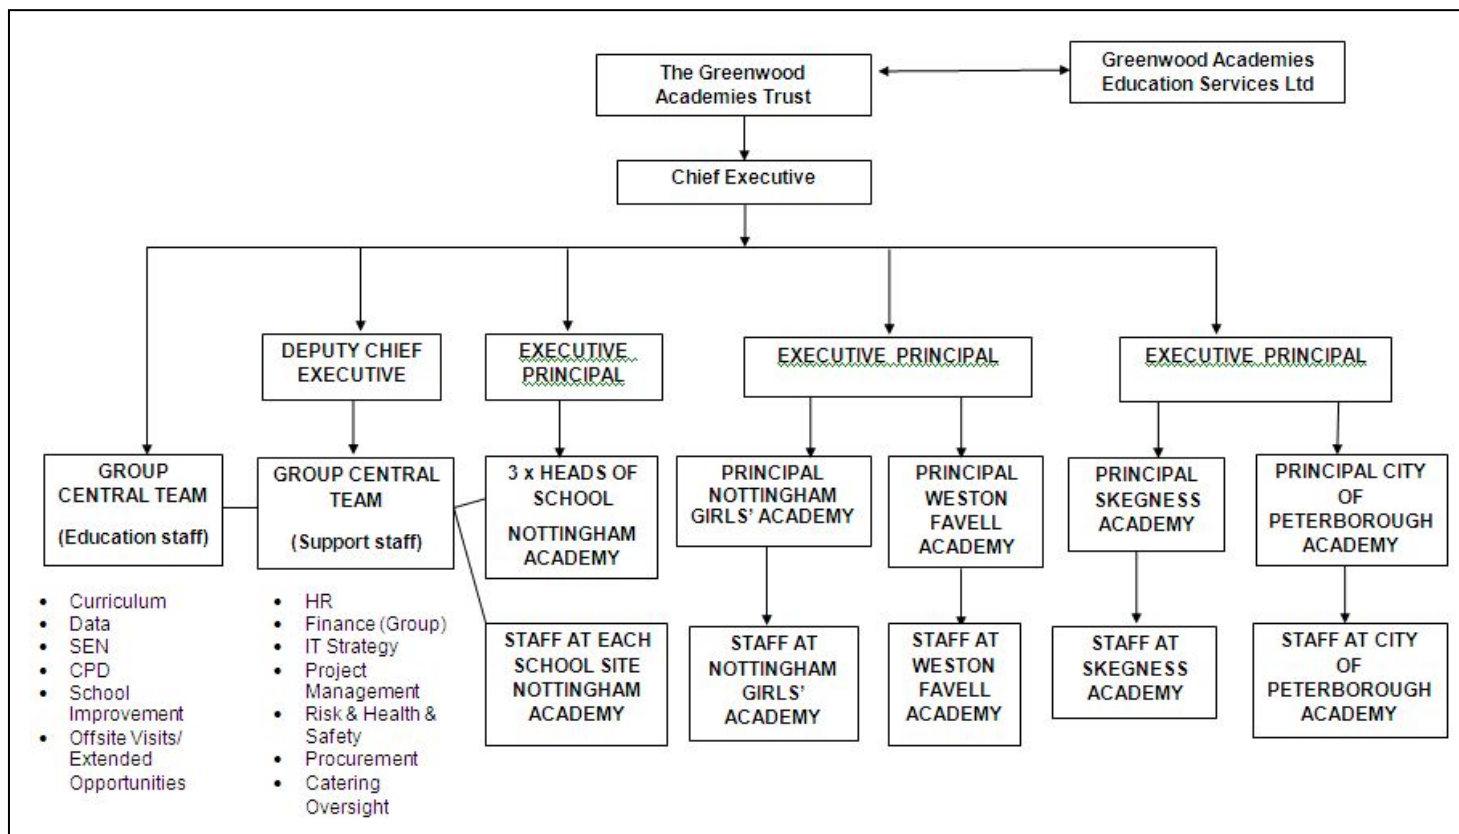 The Greenwood
Academies Trust
Greenwood Academies
Education Services Ltd
Chief Executive
DEPUTY CHIEF
EXECUTIVE
EXECUTIVE
PRINCIPAL
EXECUTIVE PRINCIPAL
EXECUTIVE PRINCIPAL
GROUP
CENTRAL TEAM
(Education staff)
GROUP CENTRAL
TEAM
(Support staff)
3 x HEADS OF
SCHOOL
NOTTINGHAM
ACADEMY
PRINCIPAL
NOTTINGHAM
GIRLS' ACADEMY
PRINCIPAL
WESTON
FAVELL
ACADEMY
PRINCIPAL
SKEGNESS
ACADEMY
PRINCIPAL CITY
OF
PETERBOROUGH
ACADEMY
• Curriculum
• Data
• SEN
• CPD
• School
Improvement
• Offsite Visits/
Extended
Opportunities
• HR
• Finance (Group)
• IT Strategy
• Project
Management
• Risk & Health &
Safety
• Procurement
• Catering
Oversight
STAFF AT EACH
SCHOOL SITE
NOTTINGHAM
ACADEMY
STAFF AT
NOTTINGHAM
GIRLS'
ACADEMY
STAFF AT
WESTON
FAVELL
ACADEMY
STAFF AT
SKEGNESS
ACADEMY
STAFF AT CITY
OF
PETERBOROUGH
ACADEMY